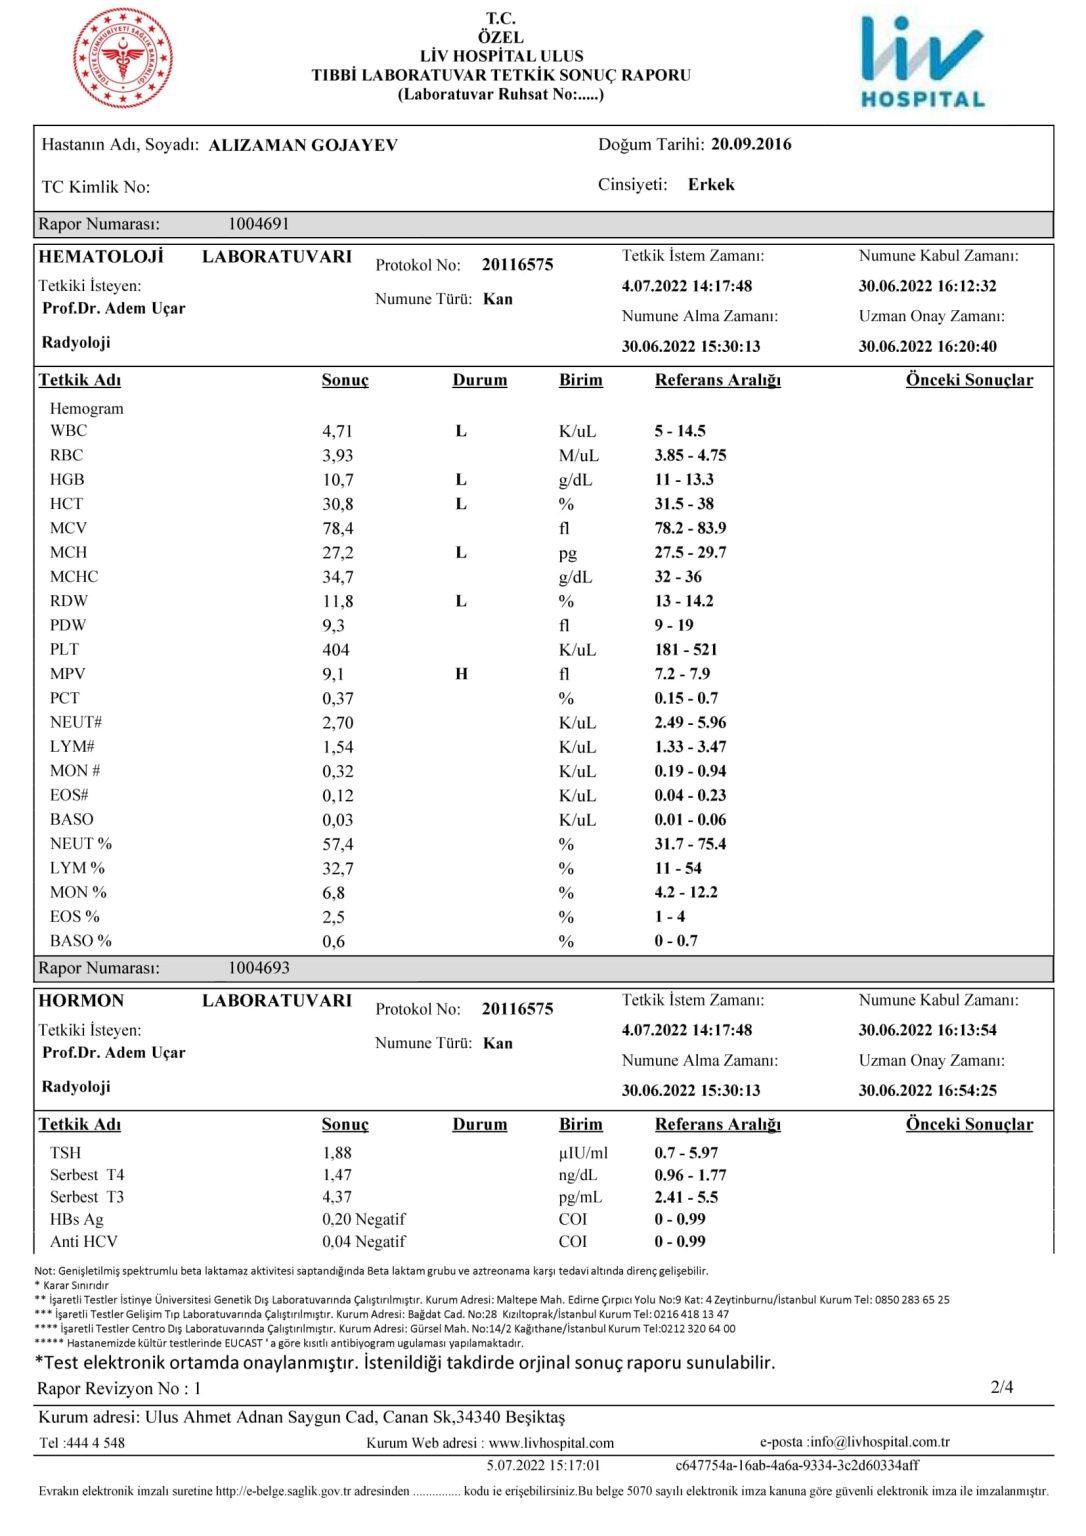 T.C.
ÖZEL
LİV HOSPİTAL ULUS
TIBBİ LABORATUVAR TETKİK SONUÇ RAPORU
(Laboratuvar Ruhsat No:.....)
TÜRKİYE CUMHURİYETİ SAĞLIK BAKANLIĞI
Liv
HOSPITAL
Hastanın Adı, Soyadı: ALIZAMAN GOJAYEV Doğum Tarihi: 20.09.2016
TC Kimlik No: Cinsiyeti: Erkek
Rapor Numarası: 1004691
HEMATOLOJİ LABORATUVARI Protokol No: 20116575 Tetkik İstem Zamanı: Numune Kabul Zamanı:
Tetkiki İsteyen: 4.07.2022 14:17:48 30.06.2022 16:12:32
Prof.Dr. Adem Uçar Numune Türü: Kan Numune Alma Zamanı: Uzman Onay Zamanı:
Radyoloji 30.06.2022 15:30:13 30.06.2022 16:20:40
Tetkik Adı Sonuç Durum Birim Referans Aralığı Önceki Sonuçlar
Hemogram
WBC 4,71 L K/uL 5 - 14.5
RBC 3,93 M/uL 3.85 - 4.75
HGB 10,7 L g/dL 11 - 13.3
HCT 30,8 L % 31.5 - 38
MCV 78,4 fl 78.2 - 83.9
MCH 27,2 L pg 27.5 - 29.7
MCHC 34,7 g/dL 32 - 36
RDW 11,8 L % 13 - 14.2
PDW 9,3 fl 9 - 19
PLT 404 K/uL 181 - 521
MPV 9,1 H fl 7.2 - 7.9
PCT 0,37 % 0.15 - 0.7
NEUT# 2,70 K/uL 2.49 - 5.96
LYM# 1,54 K/uL 1.33 - 3.47
MON # 0,32 K/uL 0.19 - 0.94
EOS# 0,12 K/uL 0.04 - 0.23
BASO 0,03 K/uL 0.01 - 0.06
NEUT % 57,4 % 31.7 - 75.4
LYM % 32,7 % 11 - 54
MON % 6,8 % 4.2 - 12.2
EOS % 2,5 % 1 - 4
BASO % 0,6 % 0 - 0.7
Rapor Numarası: 1004693
HORMON LABORATUVARI Protokol No: 20116575 Tetkik İstem Zamanı: Numune Kabul Zamanı:
Tetkiki İsteyen: 4.07.2022 14:17:48 30.06.2022 16:13:54
Prof.Dr. Adem Uçar Numune Türü: Kan Numune Alma Zamanı: Uzman Onay Zamanı:
Radyoloji 30.06.2022 15:30:13 30.06.2022 16:54:25
Tetkik Adı Sonuç Durum Birim Referans Aralığı Önceki Sonuçlar
TSH 1,88 µIU/ml 0.7 - 5.97
Serbest T4 1,47 ng/dL 0.96 - 1.77
Serbest T3 4,37 pg/mL 2.41 - 5.5
HBs Ag 0,20 Negatif COI 0 - 0.99
Anti HCV 0,04 Negatif COI 0 - 0.99
Not: Genişletilmiş spektrumlu beta laktamaz aktivitesi saptandığında Beta laktam grubu ve aztreonama karşı tedavi altında direnç gelişebilir.
* Karar Sınırıdır
** İşaretli Testler İstinye Üniversitesi Genetik Dış Laboratuvarında Çalıştırılmıştır. Kurum Adresi: Maltepe Mah. Edirne Çırpıcı Yolu No:9 Kat: 4 Zeytinburnu/İstanbul Kurum Tel: 0850 283 65 25
*** İşaretli Testler Gelişim Tıp Laboratuvarında Çalıştırılmıştır. Kurum Adresi: Bağdat Cad. No:28 Kızıltoprak/İstanbul Kurum Tel: 0216 418 13 47
**** İşaretli Testler Centro Dış Laboratuvarında Çalıştırılmıştır. Kurum Adresi: Gürsel Mah. No:14/2 Kağıthane/İstanbul Kurum Tel:0212 320 64 00
***** Hastanemizde kültür testlerinde EUCAST ' a göre kısıtlı antibiyogram ugulaması yapılamaktadır.
*Test elektronik ortamda onaylanmıştır. İstenildiği takdirde orjinal sonuç raporu sunulabilir.
Rapor Revizyon No : 1 2/4
Kurum adresi: Ulus Ahmet Adnan Saygun Cad, Canan Sk,34340 Beşiktaş
Tel :444 4 548 Kurum Web adresi : www.livhospital.com e-posta :info@livhospital.com.tr
5.07.2022 15:17:01 c647754a-16ab-4a6a-9334-3c2d60334aff
Evrakın elektronik imzalı suretine http://e-belge.saglik.gov.tr adresinden ............... kodu ie erişebilirsiniz.Bu belge 5070 sayılı elektronik imza kanuna göre güvenli elektronik imza ile imzalanmıştır.